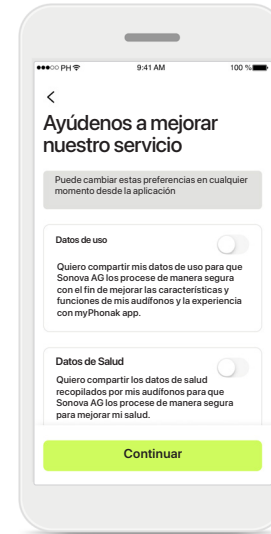 ●●●○○ PH 9:41 AM 100 %
Ayúdenos a mejorar
nuestro servicio
Puede cambiar estas preferencias en cualquier
momento desde la aplicación
Datos de uso
Quiero compartir mis datos de uso para que
Sonova AG los procese de manera segura
con el fin de mejorar las características y
funciones de mis audífonos y la experiencia
con myPhonak app.
Datos de Salud
Quiero compartir los datos de salud
recopilados por mis audífonos para que
Sonova AG los procese de manera segura
para mejorar mi salud.
Continuar